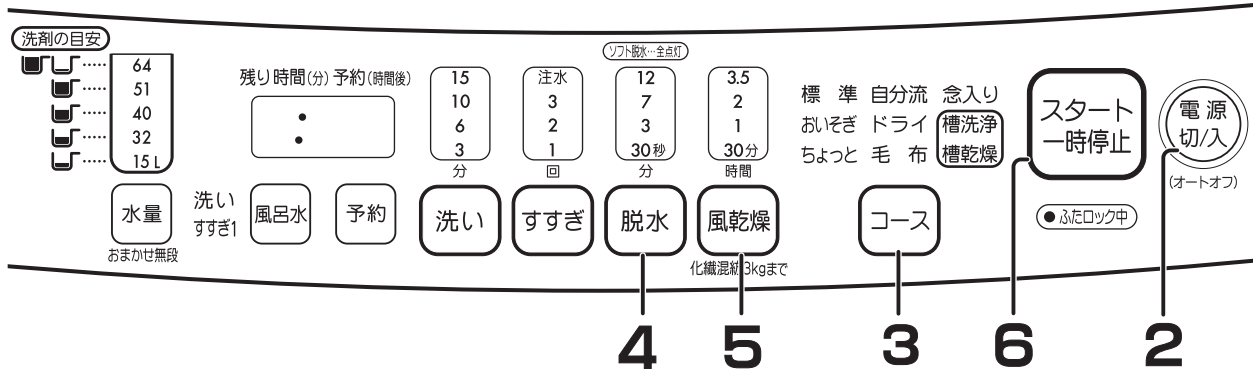 洗剤の目安
64
51
40
32
15 L
水量
おまかせ無段
残り時間(分) 予約(時間後)
:
洗い
すすぎ1
風呂水
予約
15
10
6
3
分
洗い
注水
3
2
1
回
すすぎ
ソフト脱水…全点灯
12
7
3
30秒
分
脱水
3.5
2
1
30分
時間
風乾燥
化繊混紡3kgまで
標 準 自分流 念入り
おいそぎ ドライ 槽洗浄
ちょっと 毛 布 槽乾燥
コース
スタート
一時停止
ふたロック中
電源
切/入
(オートオフ)
4
5
3
6
2